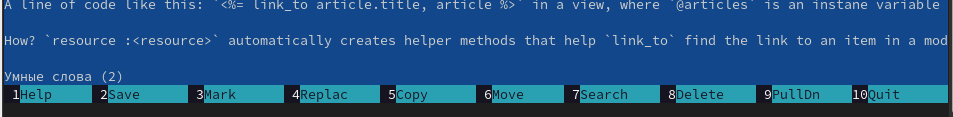 A line of code like this: `<%= link_to article.title, article %>` in a view, where `@articles` is an instane variable
How? `resource :<resource>` automatically creates helper methods that help `link_to` find the link to an item in a mod
Умные слова (2)
1Help 2Save 3Mark 4Replac 5Copy 6Move 7Search 8Delete 9PullDn 10Quit